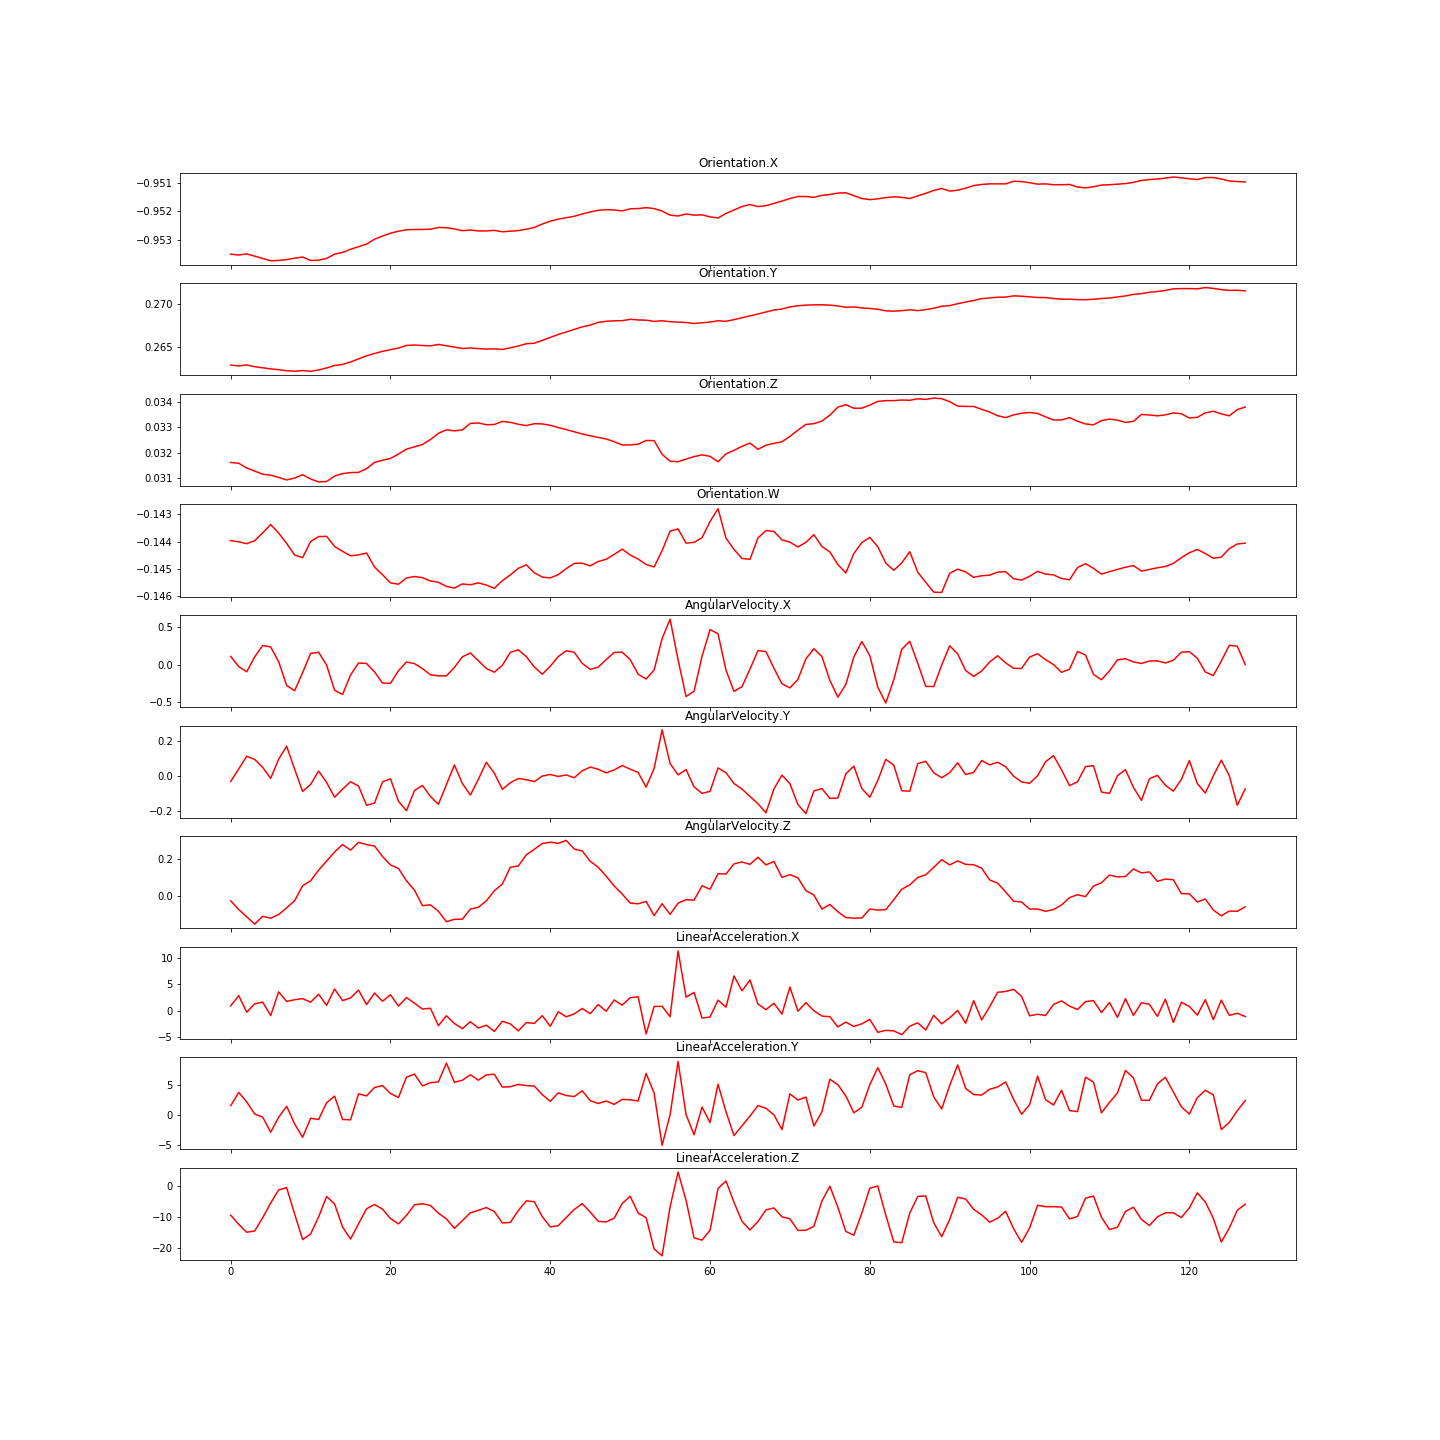 Orientation.X
−0.951
−0.952
−0.953
Orientation.Y
0.270
0.265
Orientation.Z
0.034
0.033
0.032
0.031
Orientation.W
−0.143
−0.144
−0.145
−0.146
AngularVelocity.X
0.5
0.0
−0.5
AngularVelocity.Y
0.2
0.0
−0.2
AngularVelocity.Z
0.2
0.0
LinearAcceleration.X
10
5
0
−5
LinearAcceleration.Y
5
0
−5
LinearAcceleration.Z
0
−10
−20
0 20 40 60 80 100 120